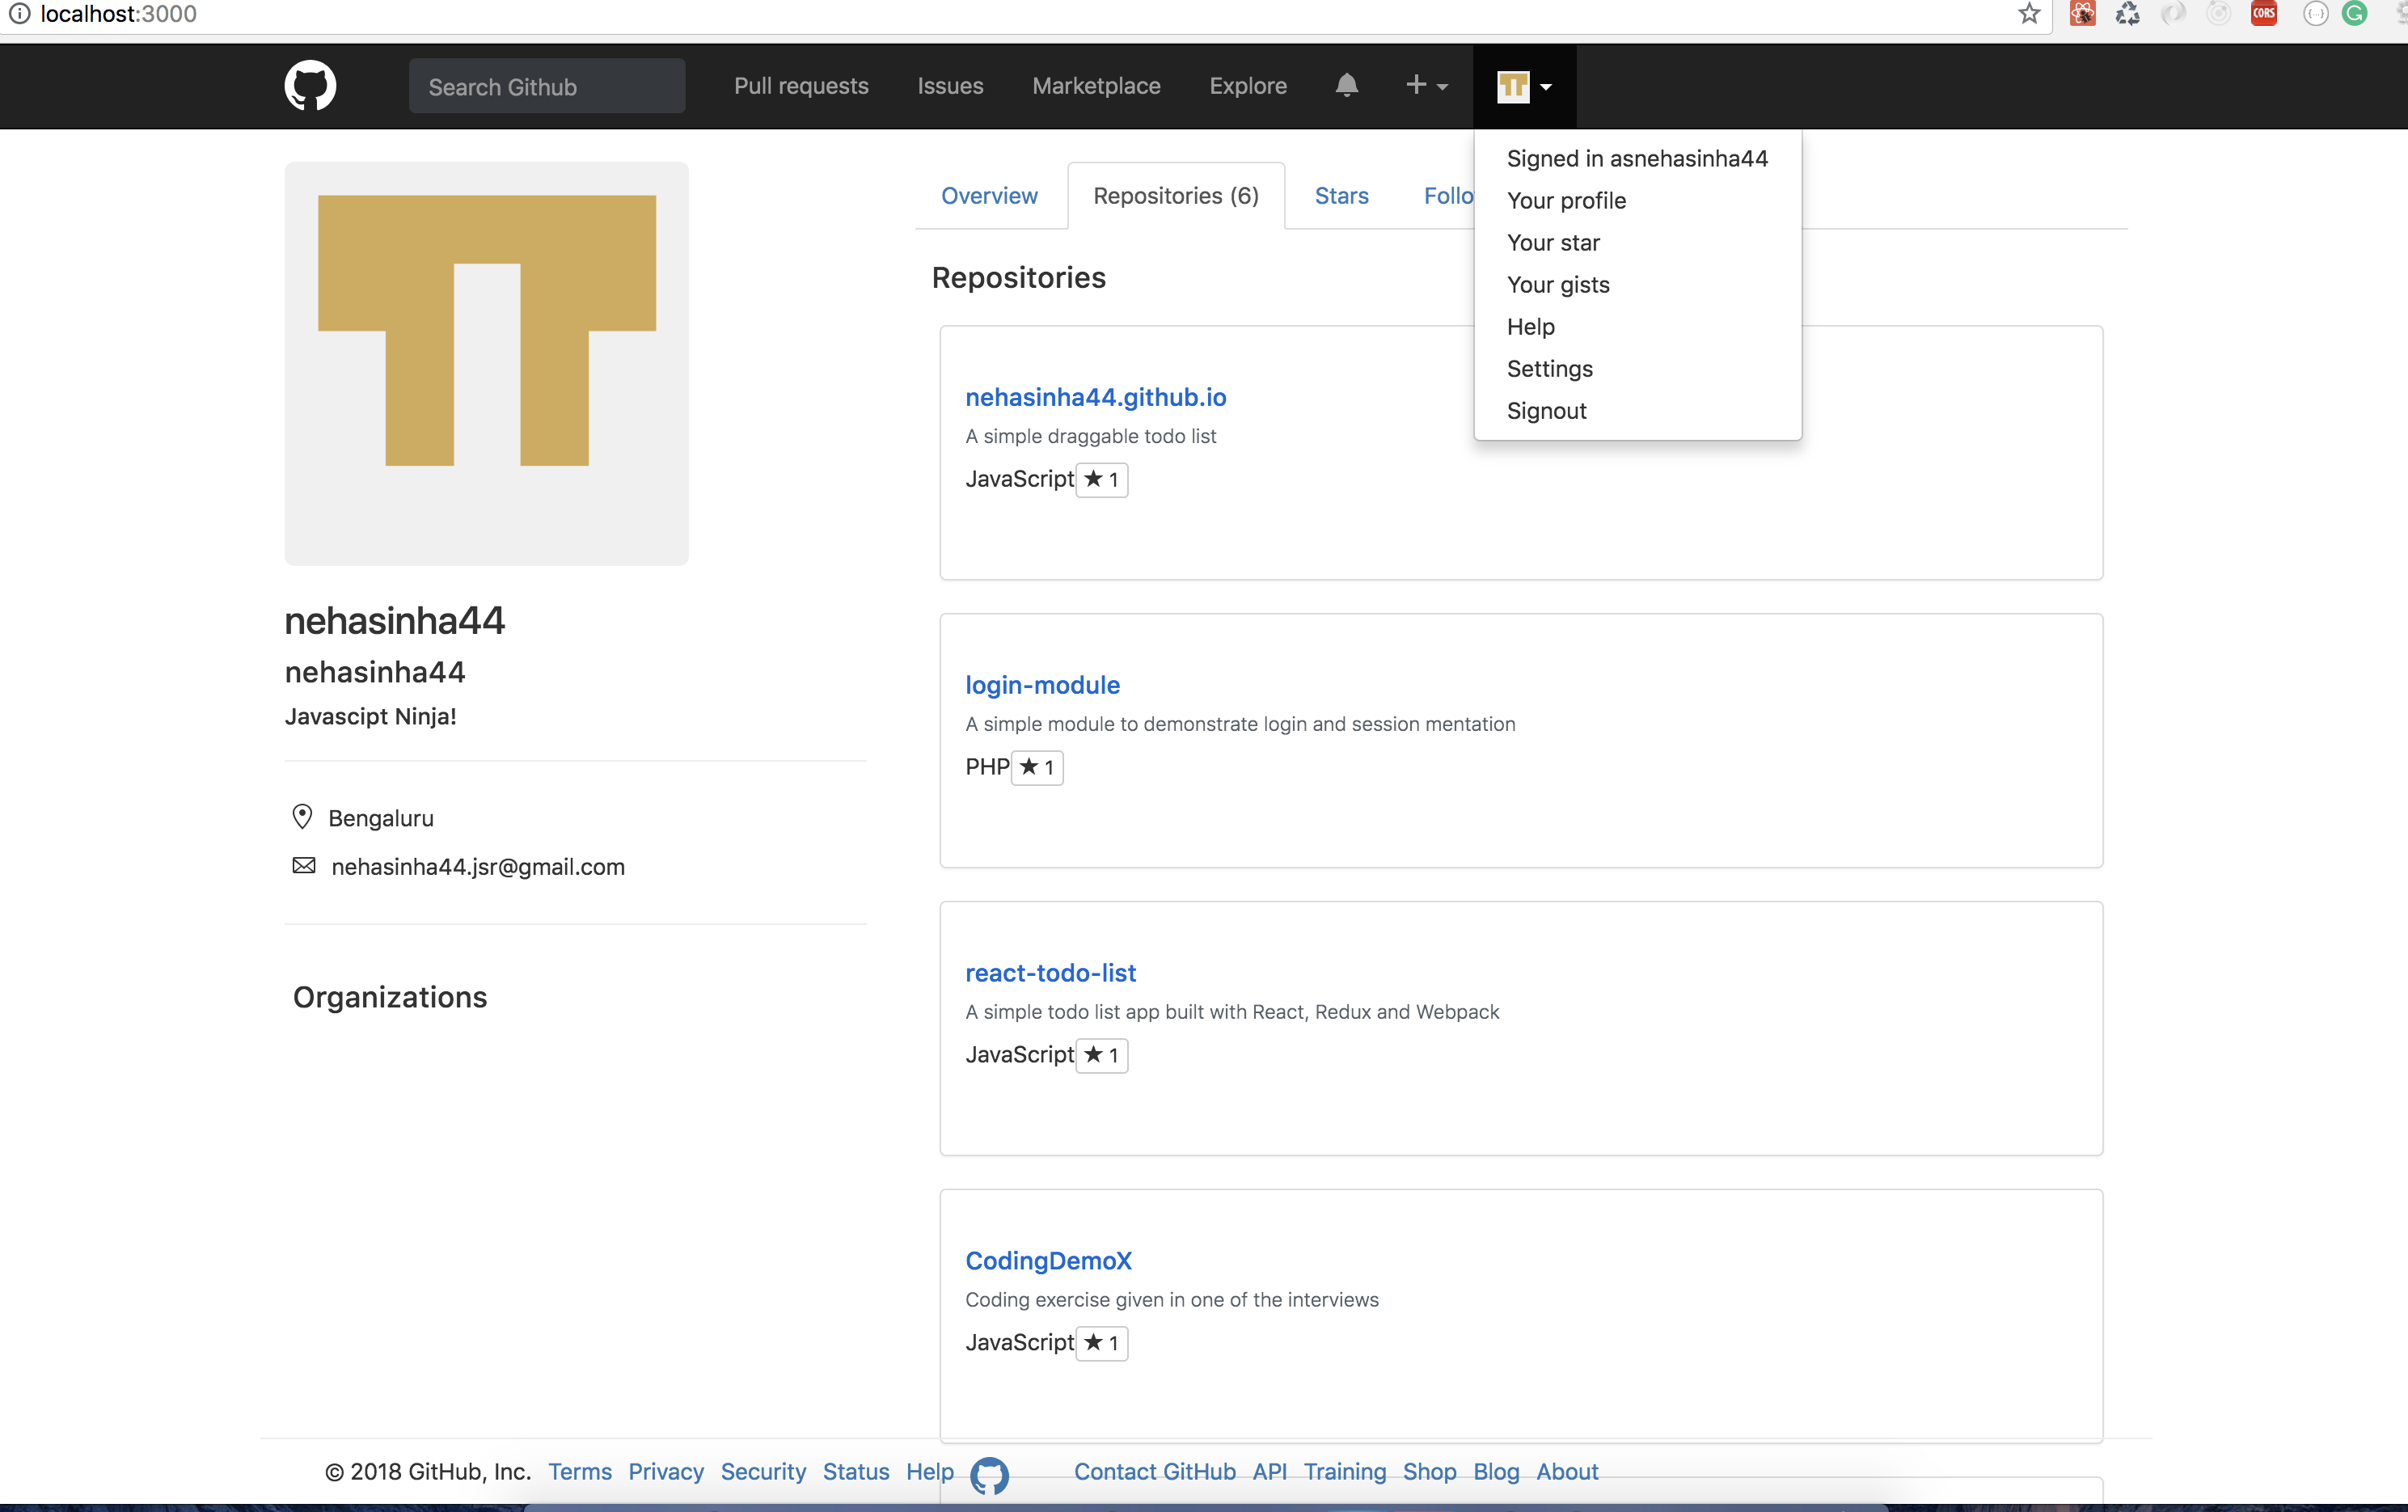 localhost:3000
CORS
Search Github
Pull requests
Issues
Marketplace
Explore
Signed in asnehasinha44
Your profile
Your star
Your gists
Help
Settings
Signout
nehasinha44
nehasinha44
Javascipt Ninja!
Bengaluru
nehasinha44.jsr@gmail.com
Organizations
Overview
Repositories (6)
Stars
Follo
Repositories
nehasinha44.github.io
A simple draggable todo list
JavaScript ★ 1
login-module
A simple module to demonstrate login and session mentation
PHP ★ 1
react-todo-list
A simple todo list app built with React, Redux and Webpack
JavaScript ★ 1
CodingDemoX
Coding exercise given in one of the interviews
JavaScript ★ 1
© 2018 GitHub, Inc. Terms Privacy Security Status Help Contact GitHub API Training Shop Blog About